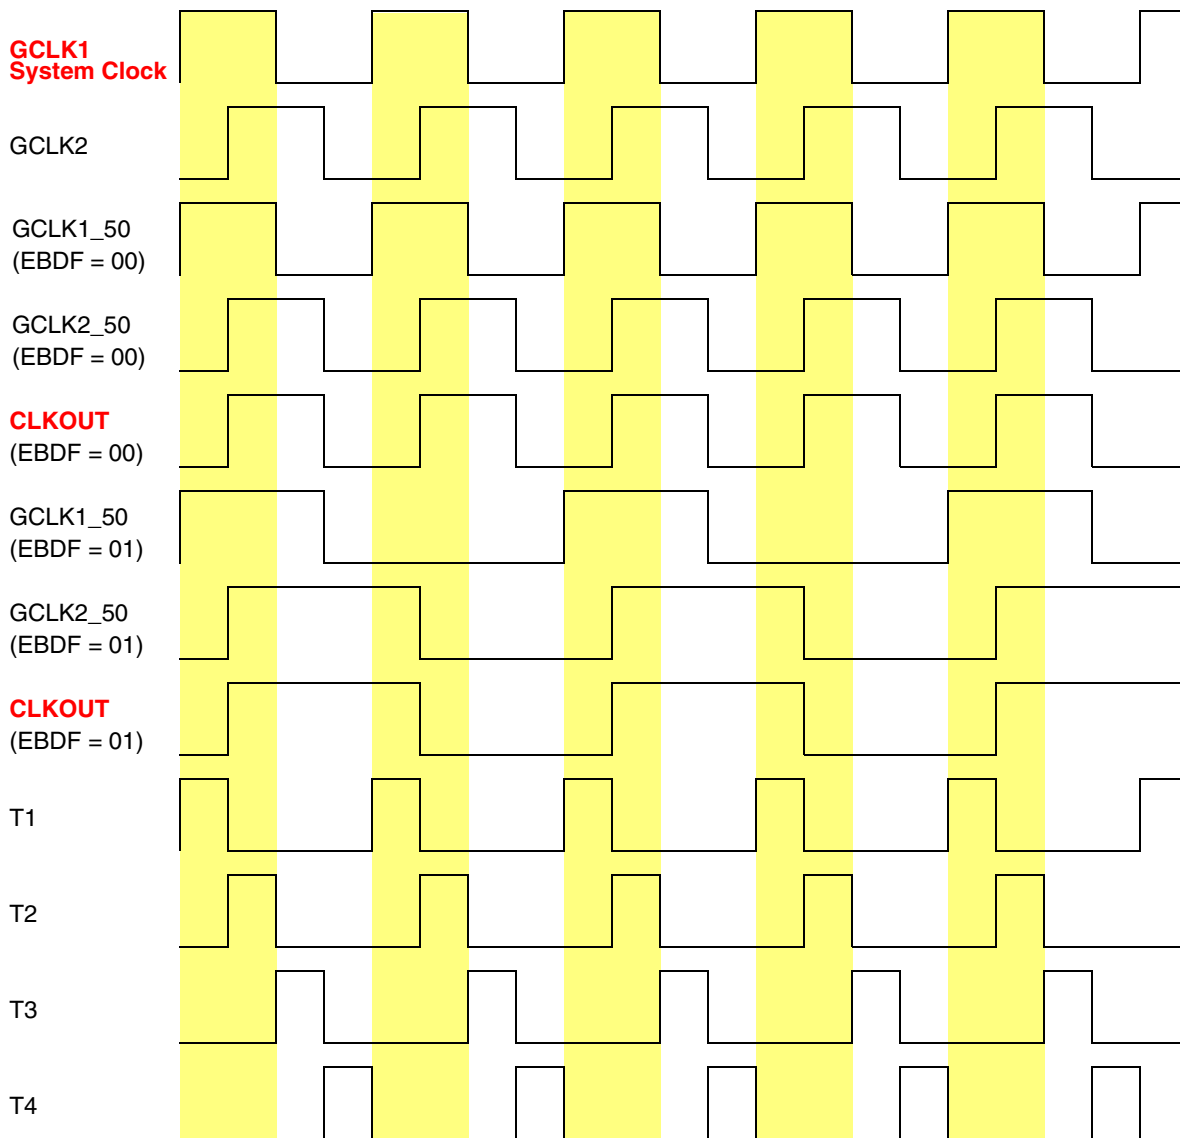 GCLK1
System Clock
GCLK2
GCLK1_50
(EBDF = 00)
GCLK2_50
(EBDF = 00)
CLKOUT
(EBDF = 00)
GCLK1_50
(EBDF = 01)
GCLK2_50
(EBDF = 01)
CLKOUT
(EBDF = 01)
T1
T2
T3
T4